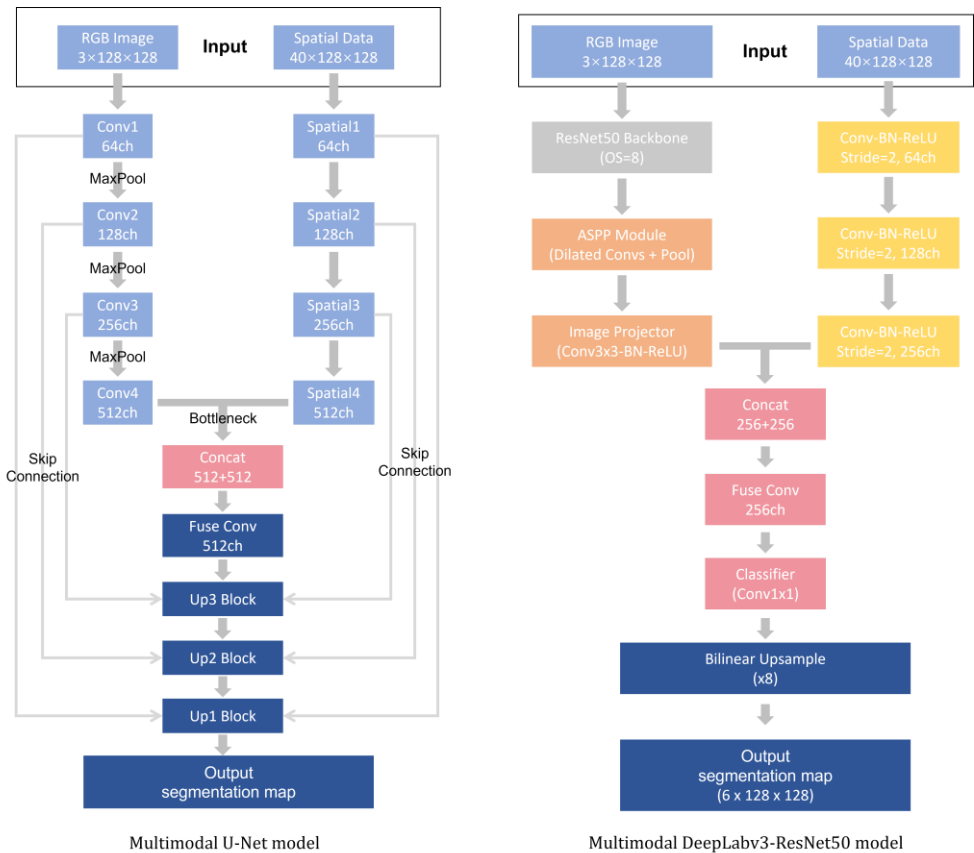 RGB Image
3×128×128
Input
Spatial Data
40×128×128
Conv1
64ch
Spatial1
64ch
MaxPool
Conv2
128ch
Spatial2
128ch
MaxPool
Conv3
256ch
Spatial3
256ch
MaxPool
Conv4
512ch
Spatial4
512ch
Bottleneck
Skip
Connection
Concat
512+512
Skip
Connection
Fuse Conv
512ch
Up3 Block
Up2 Block
Up1 Block
Output
segmentation map
Multimodal U-Net model
RGB Image
3×128×128
Input
Spatial Data
40×128×128
ResNet50 Backbone
(OS=8)
Conv-BN-ReLU
Stride=2, 64ch
ASPP Module
(Dilated Convs + Pool)
Conv-BN-ReLU
Stride=2, 128ch
Image Projector
(Conv3x3-BN-ReLU)
Conv-BN-ReLU
Stride=2, 256ch
Concat
256+256
Fuse Conv
256ch
Classifier
(Conv1x1)
Bilinear Upsample
(x8)
Output
segmentation map
(6 x 128 x 128)
Multimodal DeepLabv3-ResNet50 model